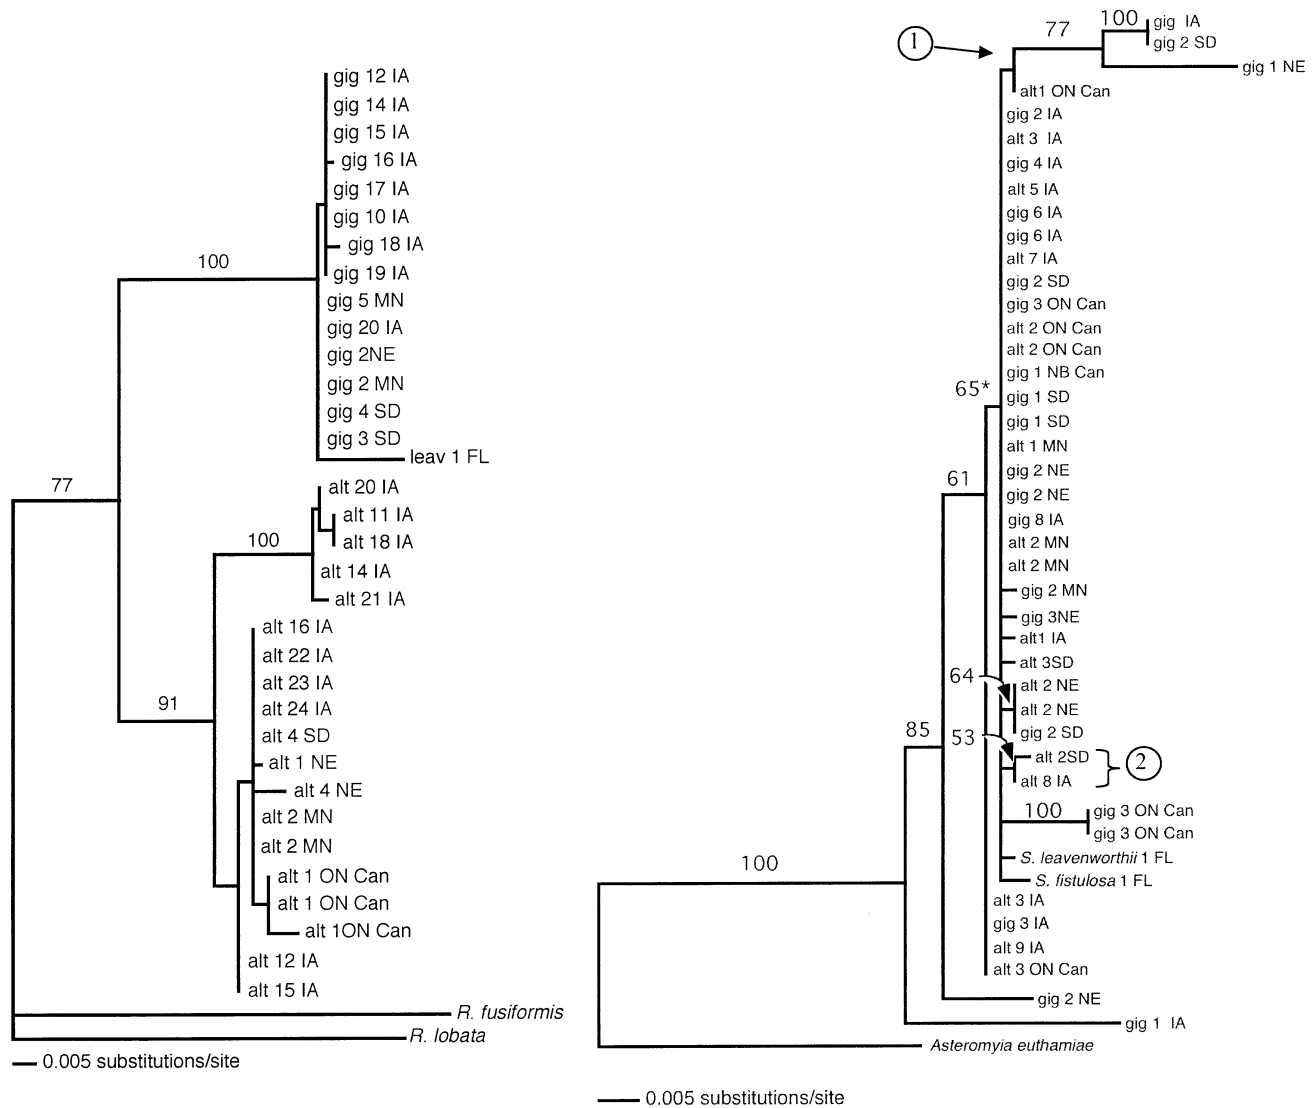 gig 12 IA
gig 14 IA
gig 15 IA
gig 16 IA
gig 17 IA
gig 10 IA
gig 18 IA
100
gig 19 IA
gig 5 MN
gig 20 IA
gig 2NE
gig 2 MN
gig 4 SD
gig 3 SD
leav 1 FL
77
alt 20 IA
alt 11 IA
100
alt 18 IA
alt 14 IA
alt 21 IA
alt 16 IA
alt 22 IA
alt 23 IA
91
alt 24 IA
alt 4 SD
alt 1 NE
alt 4 NE
alt 2 MN
alt 2 MN
alt 1 ON Can
alt 1 ON Can
alt 1ON Can
alt 12 IA
alt 15 IA
R. fusiformis
R. lobata
0.005 substitutions/site
1
77
100
gig IA
gig 2 SD
gig 1 NE
alt1 ON Can
gig 2 IA
alt 3 IA
gig 4 IA
alt 5 IA
gig 6 IA
gig 6 IA
alt 7 IA
gig 2 SD
gig 3 ON Can
alt 2 ON Can
alt 2 ON Can
gig 1 NB Can
65*
gig 1 SD
gig 1 SD
alt 1 MN
gig 2 NE
61
gig 2 NE
gig 8 IA
alt 2 MN
alt 2 MN
gig 2 MN
gig 3NE
alt1 IA
alt 3SD
64
alt 2 NE
alt 2 NE
85
gig 2 SD
53
alt 2SD
2
alt 8 IA
100
gig 3 ON Can
gig 3 ON Can
S. leavenworthii 1 FL
100
S. fistulosa 1 FL
alt 3 IA
gig 3 IA
alt 9 IA
alt 3 ON Can
gig 2 NE
gig 1 IA
Asteromyia euthamiae
0.005 substitutions/site